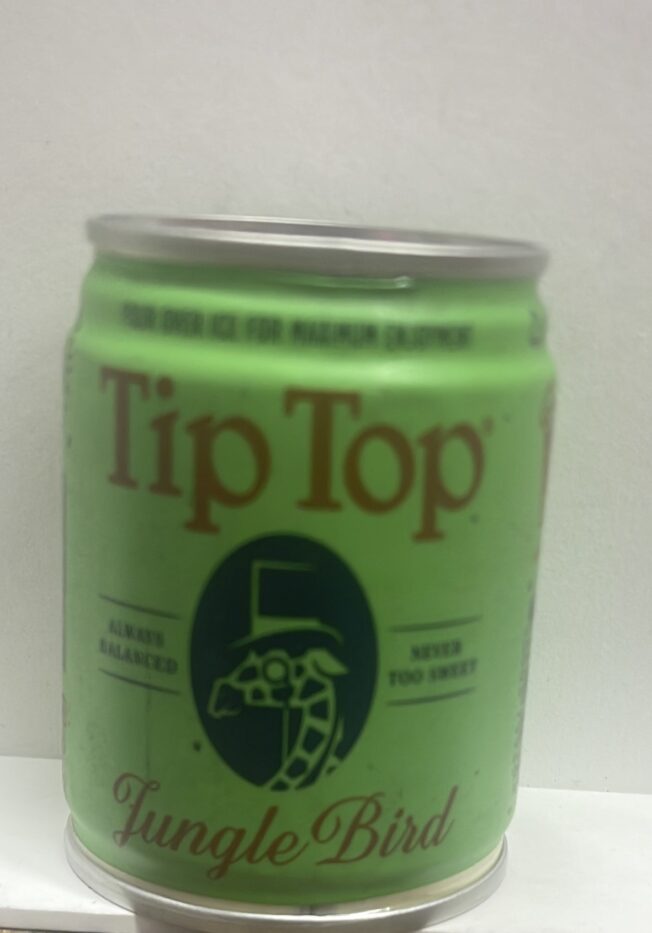 POUR OVER ICE FOR MAXIMUM ENJOYMENT
Tip Top
ALWAYS
BALANCED
NEVER
TOO SWEET
Jungle Bird